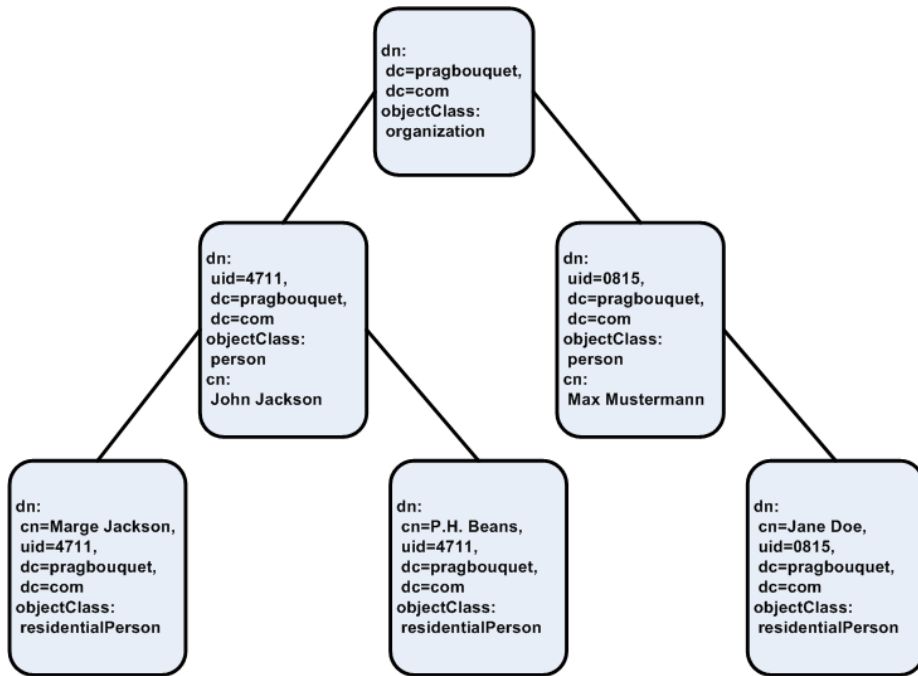 dn:
dc=pragbouquet,
dc=com
objectClass:
organization
dn:
uid=4711,
dc=pragbouquet,
dc=com
objectClass:
person
cn:
John Jackson
dn:
uid=0815,
dc=pragbouquet,
dc=com
objectClass:
person
cn:
Max Mustermann
dn:
cn=Marge Jackson,
uid=4711,
dc=pragbouquet,
dc=com
objectClass:
residentialPerson
dn:
cn=P.H. Beans,
uid=4711,
dc=pragbouquet,
dc=com
objectClass:
residentialPerson
dn:
cn=Jane Doe,
uid=0815,
dc=pragbouquet,
dc=com
objectClass:
residentialPerson